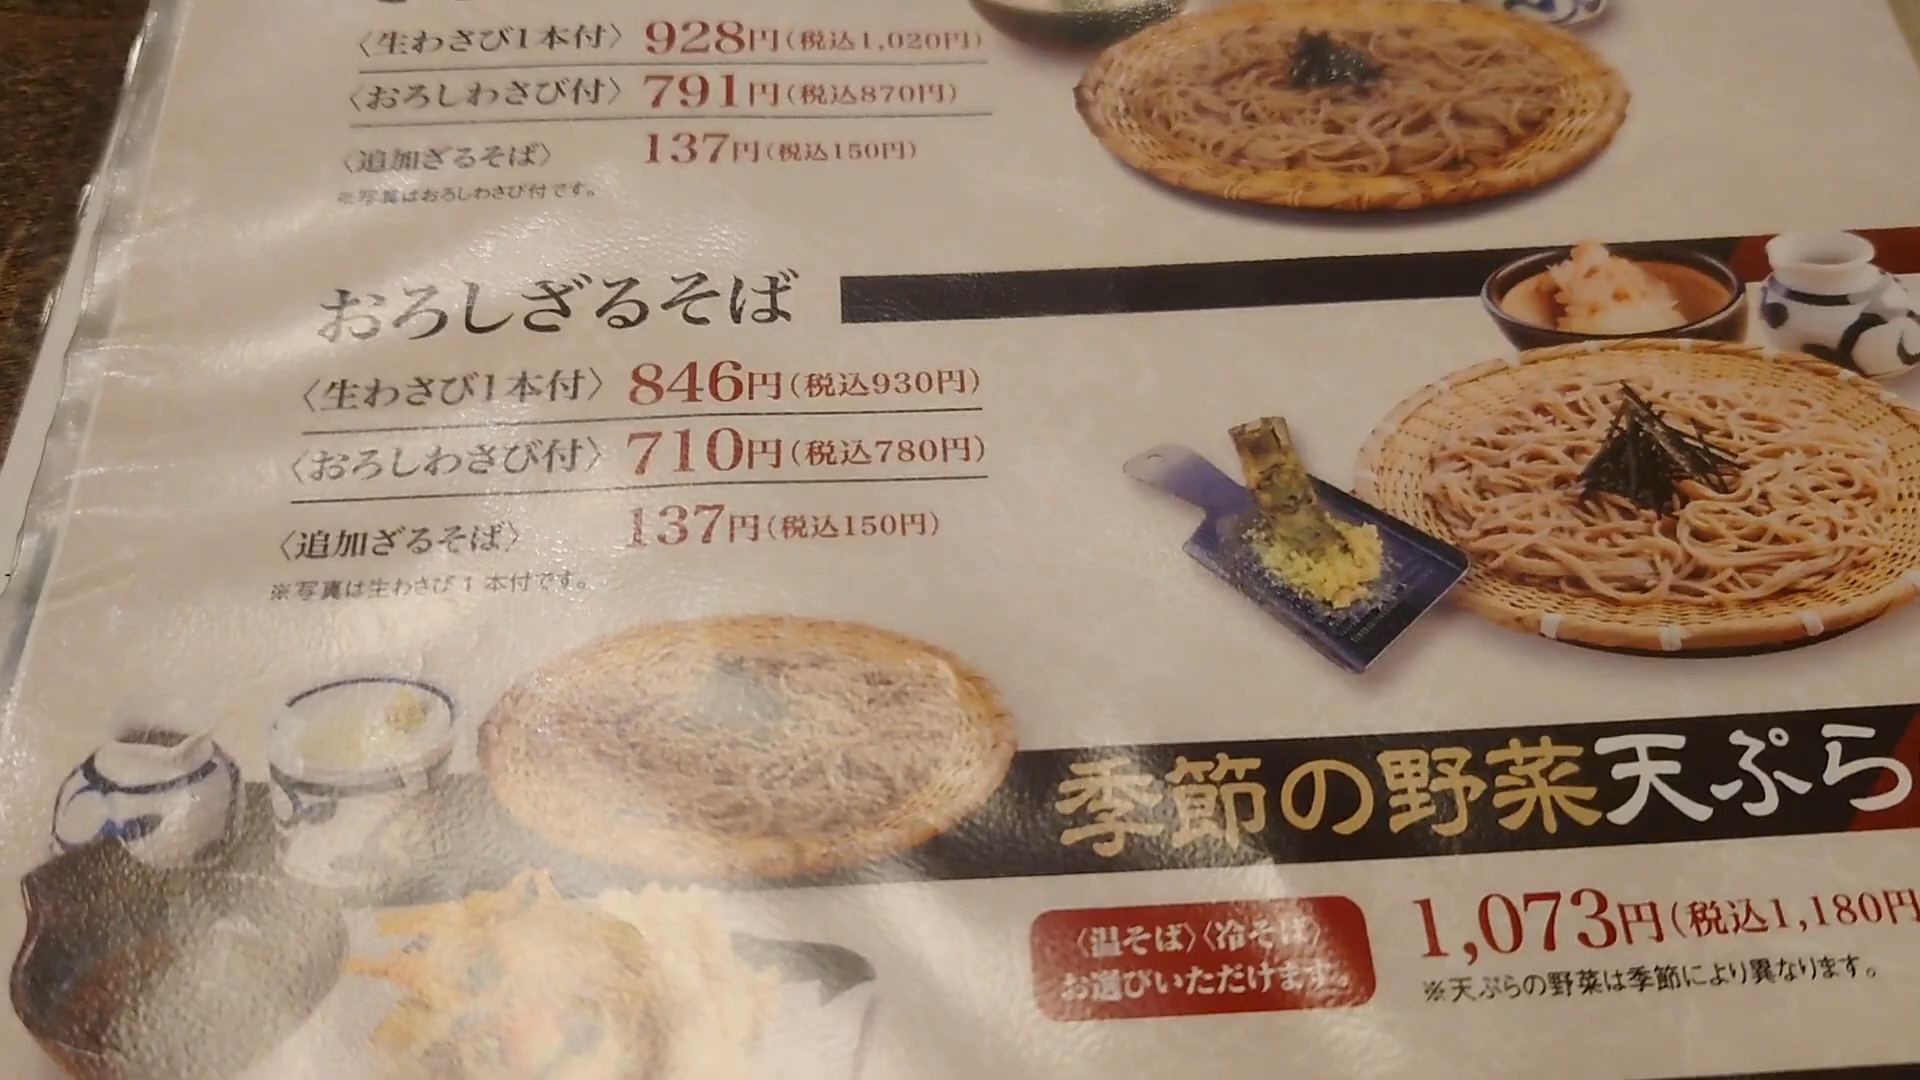 〈生わさび1本付〉 928円(税込1,020円)
〈おろしわさび付〉 791円(税込870円)
〈追加ざるそば〉 137円(税込150円)
※写真はおろしわさび付です。
おろしざるそば
〈生わさび1本付〉 846円(税込930円)
〈おろしわさび付〉 710円(税込780円)
〈追加ざるそば〉 137円(税込150円)
※写真は生わさび1本付です。
季節の野菜天ぷら
〈温そば〉〈冷そば〉
お選びいただけます。
1,073円(税込1,180円
※天ぷらの野菜は季節により異なります。